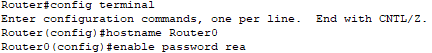 Router#config terminal
Enter configuration commands, one per line.  End with CNTL/Z.
Router(config)#hostname Router0
Router0(config)#enable password rea